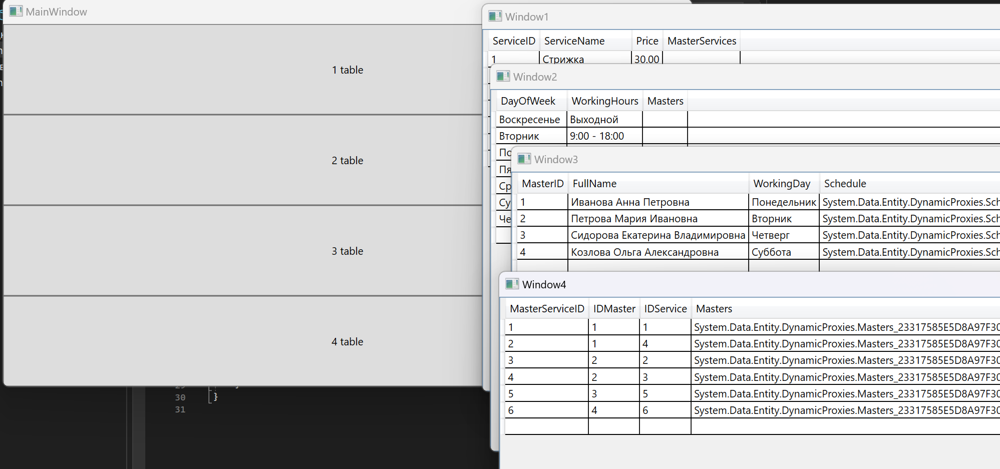 MainWindow
1 table
2 table
3 table
4 table
30 }
31
Window1
ServiceID ServiceName Price MasterServices
1 Стрижка 30.00
Window2
DayOfWeek WorkingHours Masters
Воскресенье Выходной
Вторник 9:00 - 18:00
По
Пя
Ср
Су
Че
Window3
MasterID FullName WorkingDay Schedule
1 Иванова Анна Петровна Понедельник System.Data.Entity.DynamicProxies.Sch
2 Петрова Мария Ивановна Вторник System.Data.Entity.DynamicProxies.Sch
3 Сидорова Екатерина Владимировна Четверг System.Data.Entity.DynamicProxies.Sch
4 Козлова Ольга Александровна Суббота System.Data.Entity.DynamicProxies.Sch
Window4
MasterServiceID IDMaster IDService Masters
1 1 1 System.Data.Entity.DynamicProxies.Masters_23317585E5D8A97F30
2 1 4 System.Data.Entity.DynamicProxies.Masters_23317585E5D8A97F30
3 2 2 System.Data.Entity.DynamicProxies.Masters_23317585E5D8A97F30
4 2 3 System.Data.Entity.DynamicProxies.Masters_23317585E5D8A97F30
5 3 5 System.Data.Entity.DynamicProxies.Masters_23317585E5D8A97F30
6 4 6 System.Data.Entity.DynamicProxies.Masters_23317585E5D8A97F30